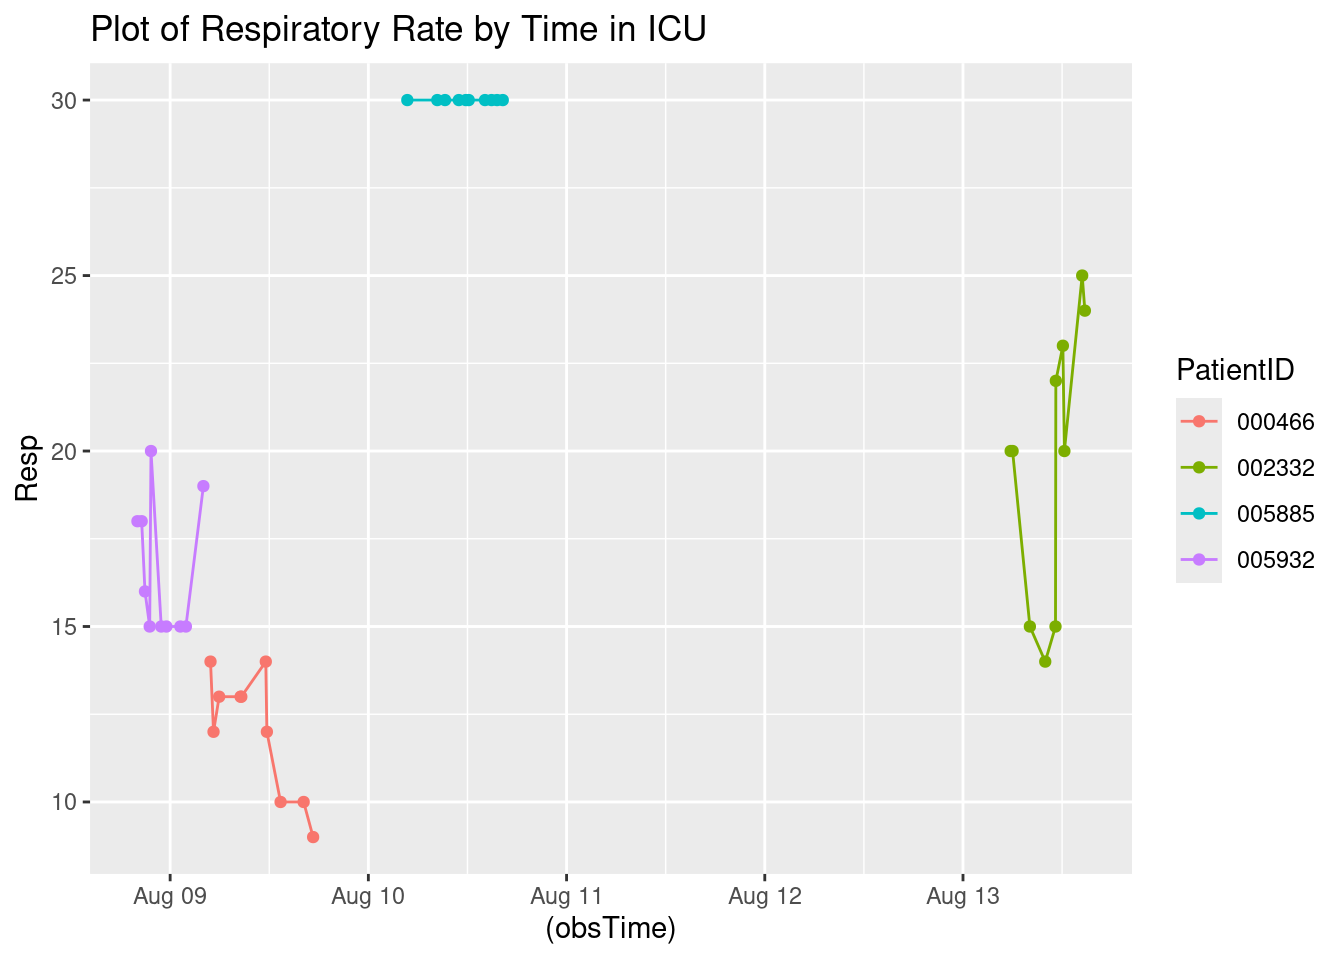 Plot of Respiratory Rate by Time in ICU
30
25
20
15
10
Resp
Aug 09 Aug 10 Aug 11 Aug 12 Aug 13
(obsTime)
PatientID
000466
002332
005885
005932